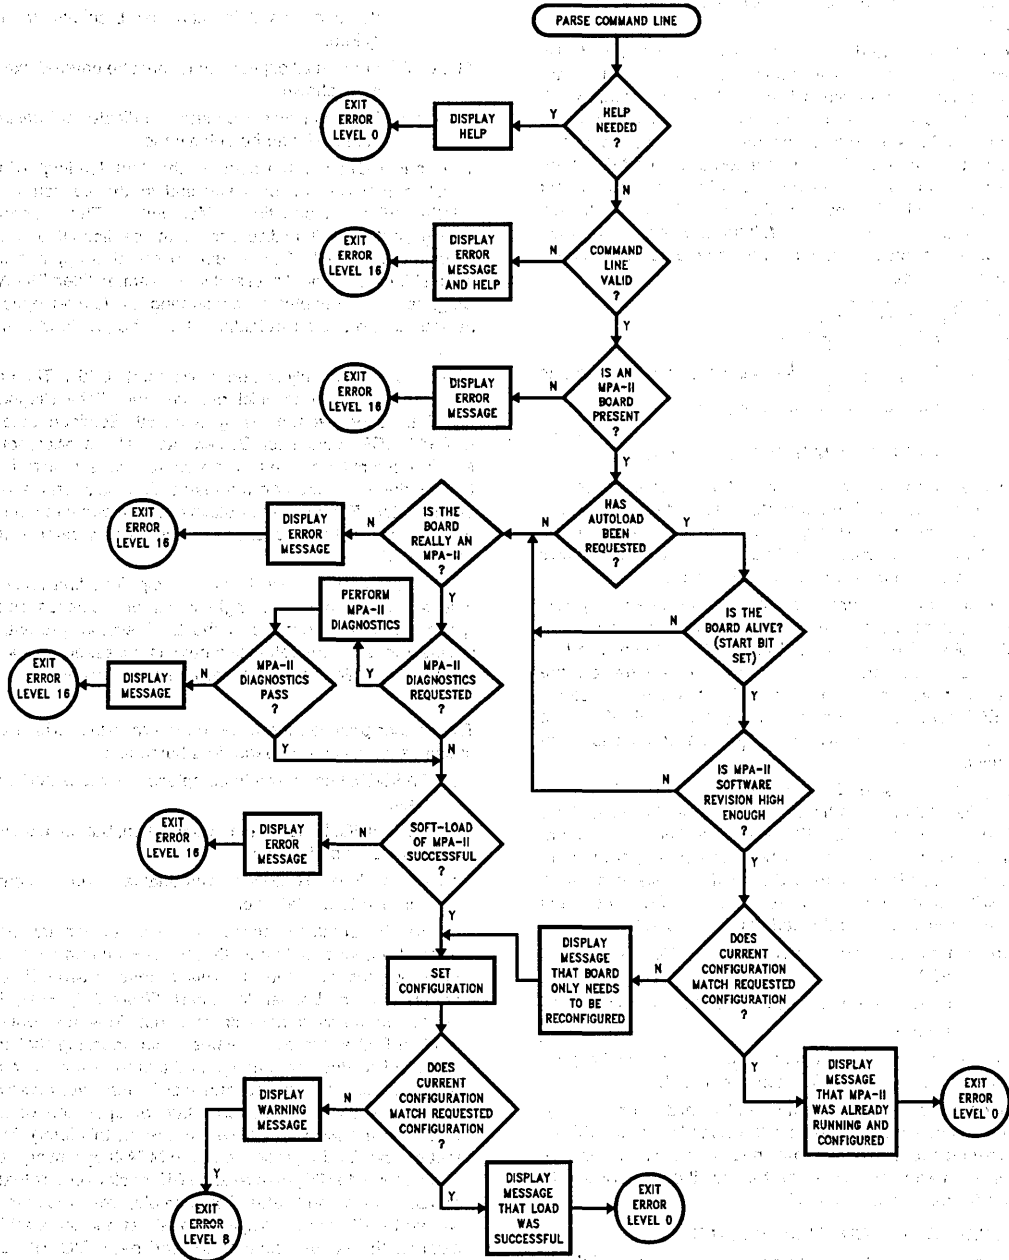 PARSE COMMAND LINE
HELP
NEEDED
?
Y
DISPLAY
HELP
EXIT
ERROR
LEVEL 0
N
COMMAND
LINE
VALID
?
N
DISPLAY
ERROR
MESSAGE
AND HELP
EXIT
ERROR
LEVEL 16
Y
IS AN
MPA-II
BOARD
PRESENT
?
N
DISPLAY
ERROR
MESSAGE
EXIT
ERROR
LEVEL 16
Y
HAS
AUTOLOAD
BEEN
REQUESTED
?
N
Y
IS THE
BOARD
REALLY AN
MPA-II
?
N
DISPLAY
ERROR
MESSAGE
EXIT
ERROR
LEVEL 16
Y
IS THE
BOARD ALIVE?
(START BIT
SET)
N
Y
PERFORM
MPA-II
DIAGNOSTICS
MPA-II
DIAGNOSTICS
REQUESTED
?
Y
N
MPA-II
DIAGNOSTICS
PASS
?
N
Y
DISPLAY
MESSAGE
EXIT
ERROR
LEVEL 16
IS MPA-II
SOFTWARE
REVISION HIGH
ENOUGH
?
N
Y
SOFT-LOAD
OF MPA-II
SUCCESSFUL
?
N
DISPLAY
ERROR
MESSAGE
EXIT
ERROR
LEVEL 16
Y
DOES
CURRENT
CONFIGURATION
MATCH REQUESTED
CONFIGURATION
?
N
DISPLAY
MESSAGE
THAT BOARD
ONLY NEEDS
TO BE
RECONFIGURED
SET
CONFIGURATION
Y
DISPLAY
MESSAGE
THAT MPA-II
WAS ALREADY
RUNNING AND
CONFIGURED
EXIT
ERROR
LEVEL 0
DOES
CURRENT
CONFIGURATION
MATCH REQUESTED
CONFIGURATION
?
N
DISPLAY
WARNING
MESSAGE
Y
EXIT
ERROR
LEVEL 8
Y
DISPLAY
MESSAGE
THAT LOAD
WAS
SUCCESSFUL
EXIT
ERROR
LEVEL 0